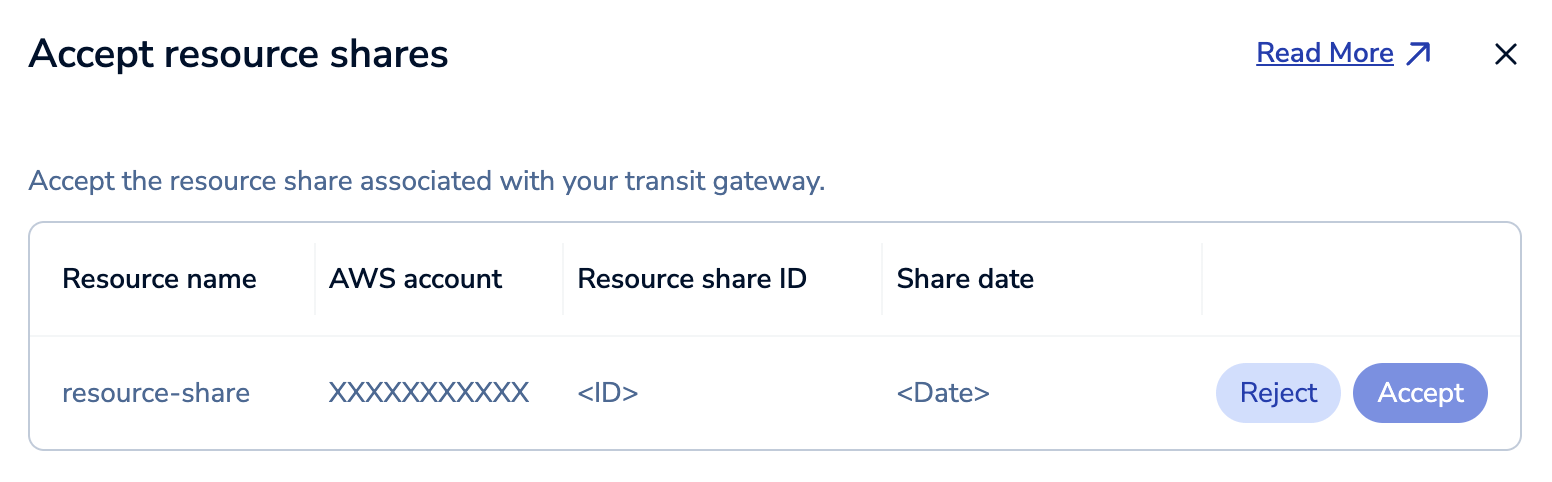 Accept resource shares
Read More
Accept the resource share associated with your transit gateway.
Resource name AWS account Resource share ID Share date
resource-share XXXXXXXXXXX <ID> <Date> Reject Accept